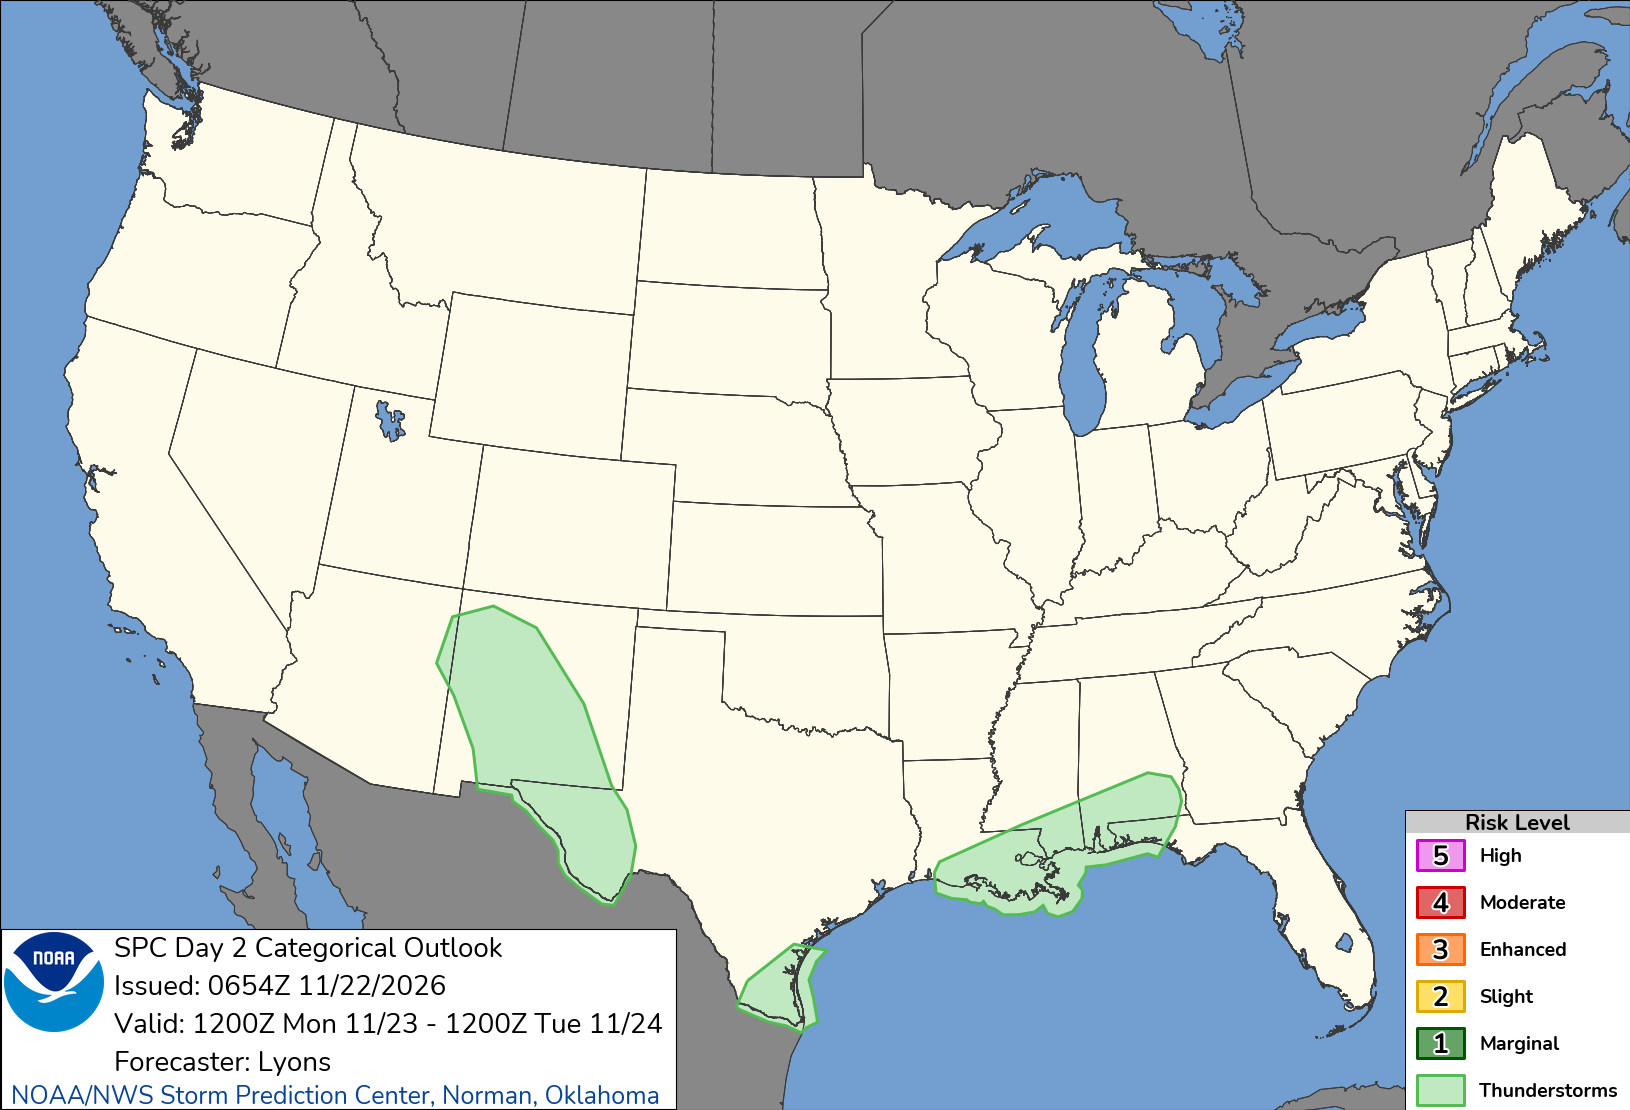 Risk Level
5 High
4 Moderate
3 Enhanced
2 Slight
1 Marginal
Thunderstorms
NOAA
SPC Day 2 Categorical Outlook
Issued: 0654Z 11/22/2026
Valid: 1200Z Mon 11/23 - 1200Z Tue 11/24
Forecaster: Lyons
NOAA/NWS Storm Prediction Center, Norman, Oklahoma